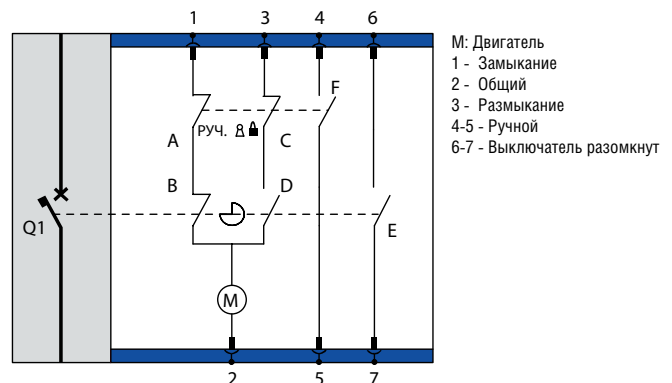 1 3 4 6
F
РУЧ.
A C
B D
Q1 E
M
2 5 7
М: Двигатель
1 - Замыкание
2 - Общий
3 - Размыкание
4-5 - Ручной
6-7 - Выключатель разомкнут